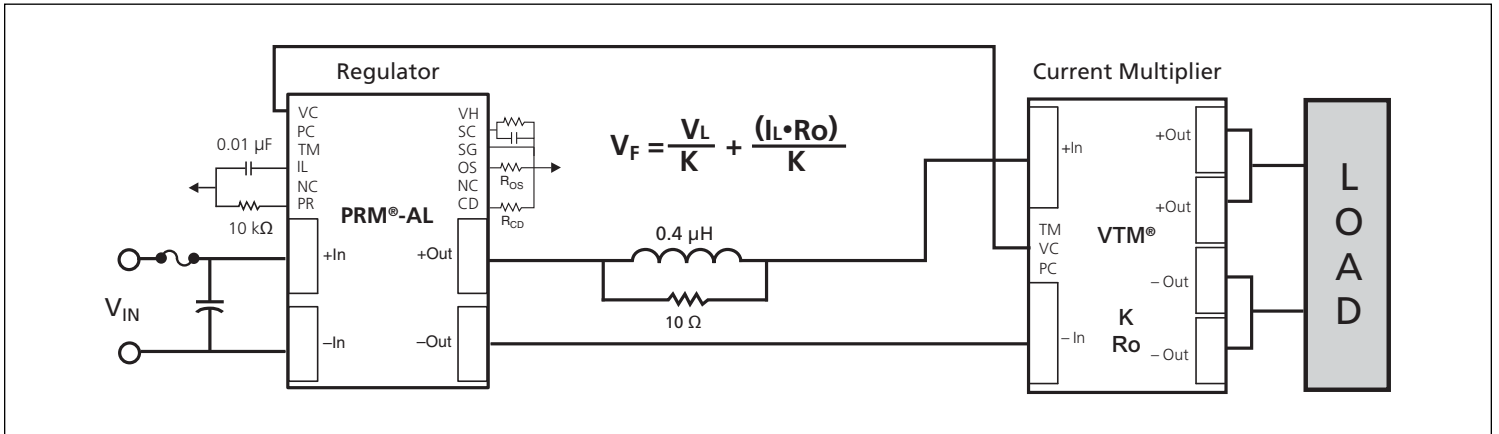 Regulator
Current Multiplier
VC
PC
TM
IL
NC
PR
VH
SC
SG
OS
NC
CD
0.01 µF
10 kΩ
PRM®-AL
R_OS
R_CD
V_F = V_L/K + (I_L•Ro)/K
+In
–In
+Out
–Out
V_IN
0.4 µH
10 Ω
+In
TM
VC
PC
– In
VTM®
K
Ro
+Out
+Out
– Out
– Out
LOAD